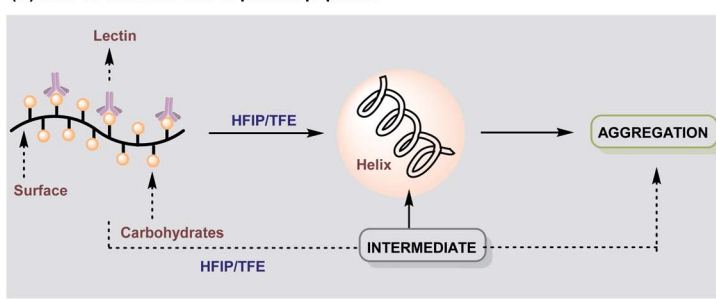 Lectin
HFIP/TFE
Helix
AGGREGATION
Surface
Carbohydrates
INTERMEDIATE
HFIP/TFE